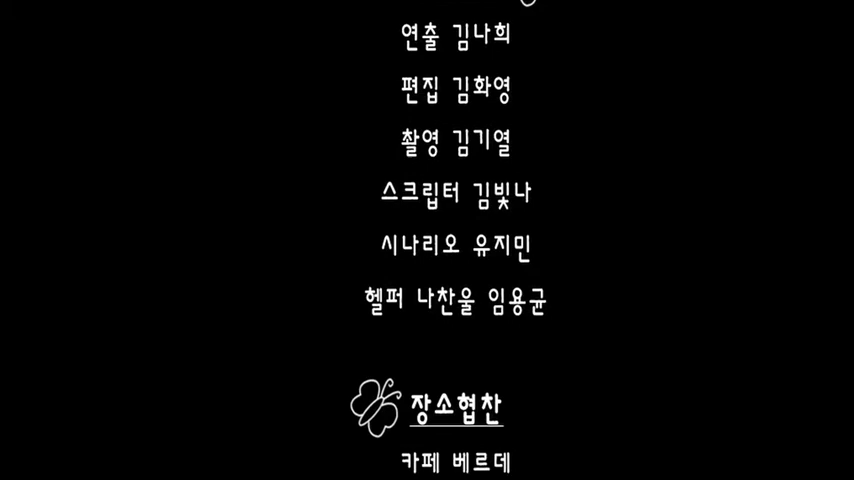 연출 김나희
편집 김화영
촬영 김기열
스크립터 김빛나
시나리오 유지민
헬퍼 나찬울 임용균
장소협찬
카페 베르데